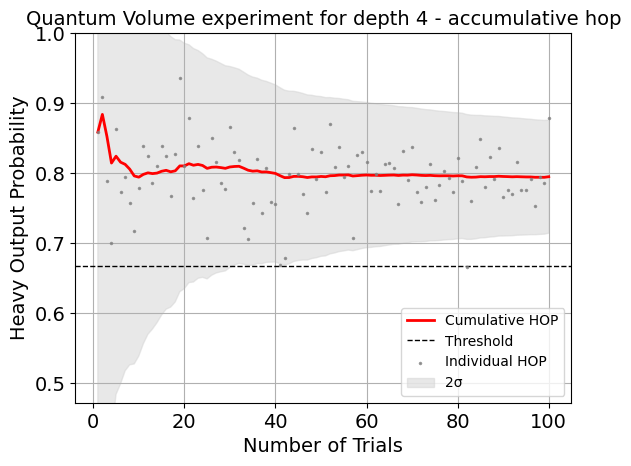 Quantum Volume experiment for depth 4 - accumulative hop
Heavy Output Probability
1.0
0.9
0.8
0.7
0.6
0.5
Cumulative HOP
Threshold
Individual HOP
2σ
0 20 40 60 80 100
Number of Trials